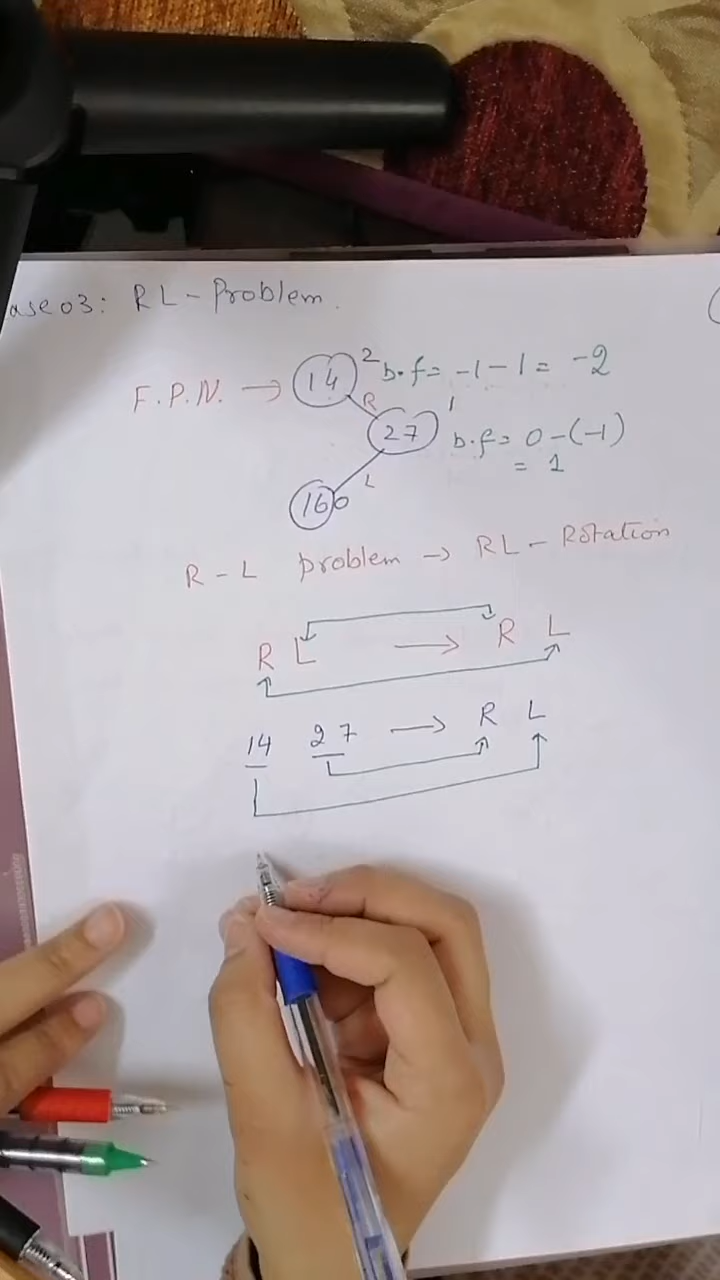 ase 03: RL-Problem.
F.P.N. → 14 2 b.f = -1-1 = -2
R
27 1 b.f = 0-(-1)
= 1
L
16 0
R-L problem → RL-Rotation
R L → R L
14 27 → R L